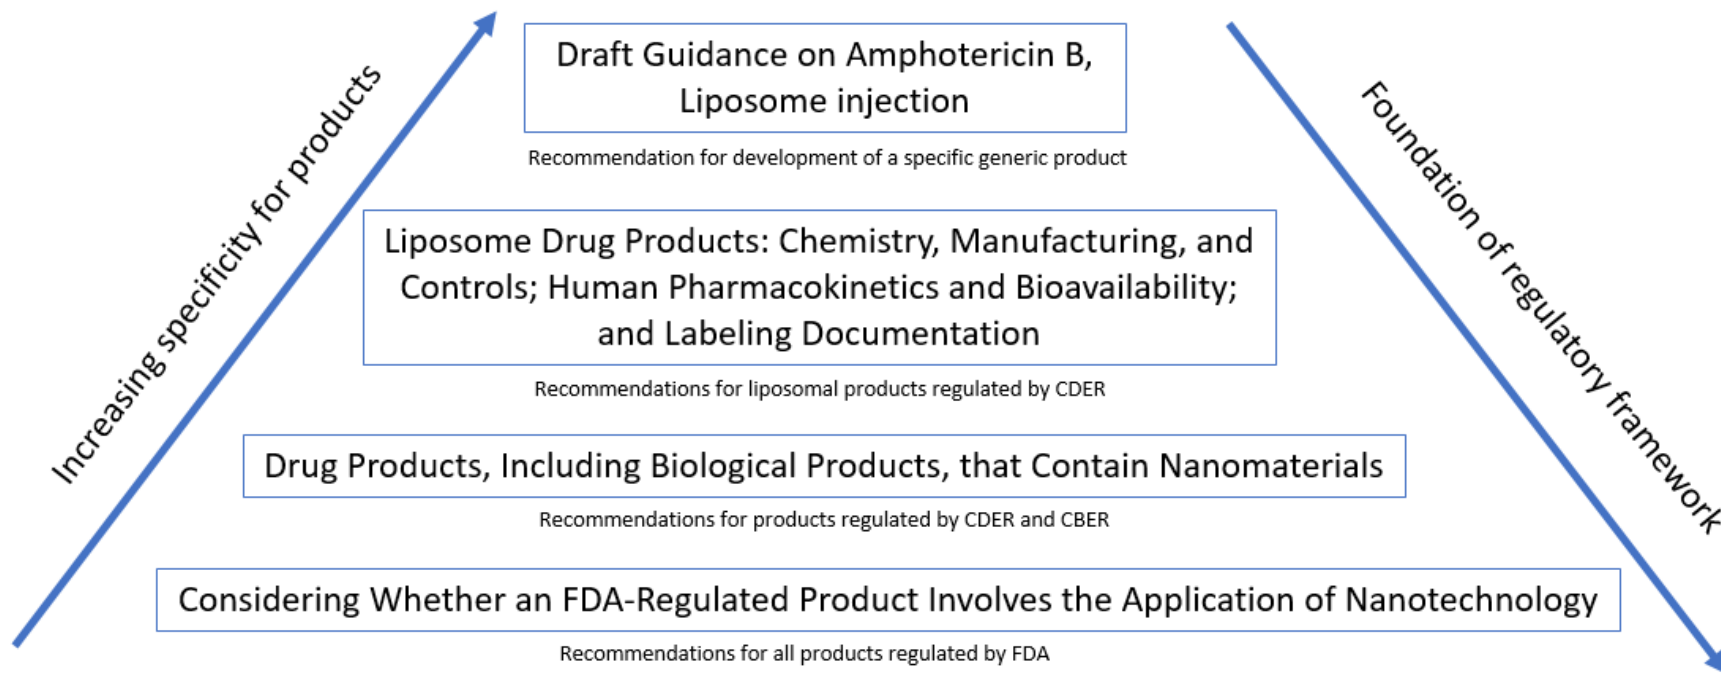 Increasing specificity for products
Draft Guidance on Amphotericin B,
Liposome injection
Recommendation for development of a specific generic product
Liposome Drug Products: Chemistry, Manufacturing, and
Controls; Human Pharmacokinetics and Bioavailability;
and Labeling Documentation
Recommendations for liposomal products regulated by CDER
Drug Products, Including Biological Products, that Contain Nanomaterials
Recommendations for products regulated by CDER and CBER
Considering Whether an FDA-Regulated Product Involves the Application of Nanotechnology
Recommendations for all products regulated by FDA
Foundation of regulatory framework